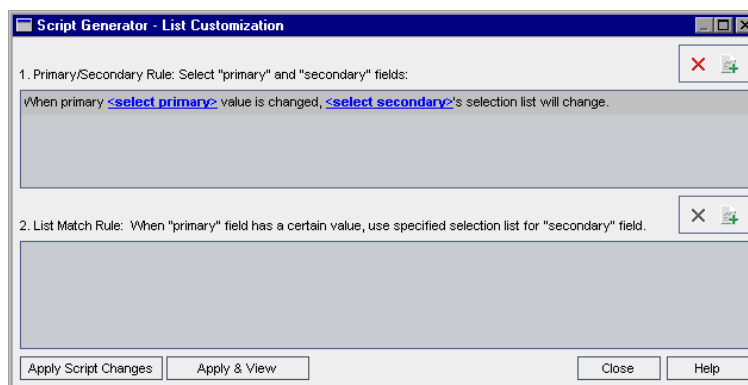 Script Generator - List Customization
1. Primary/Secondary Rule: Select "primary" and "secondary" fields:
When primary <select primary> value is changed, <select secondary>'s selection list will change.
2. List Match Rule: When "primary" field has a certain value, use specified selection list for "secondary" field.
Apply Script Changes
Apply & View
Close
Help